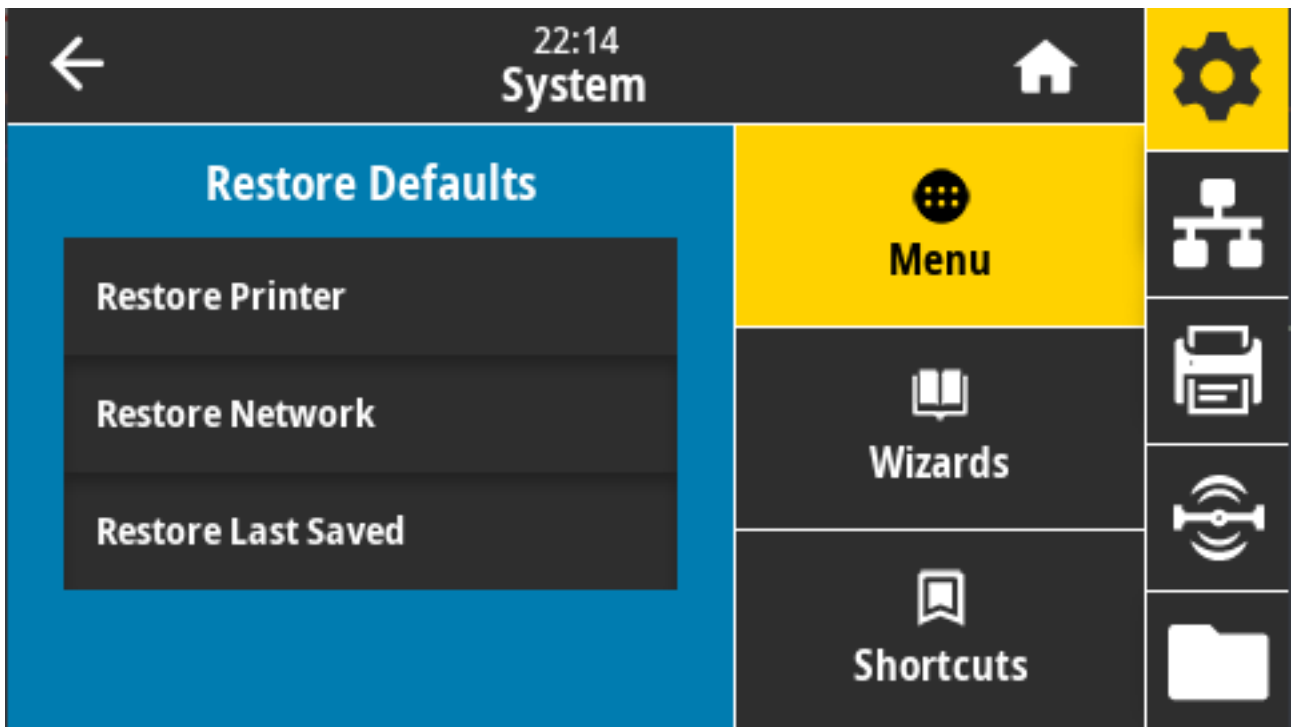 22:14
System
Restore Defaults
Restore Printer
Restore Network
Restore Last Saved
Menu
Wizards
Shortcuts